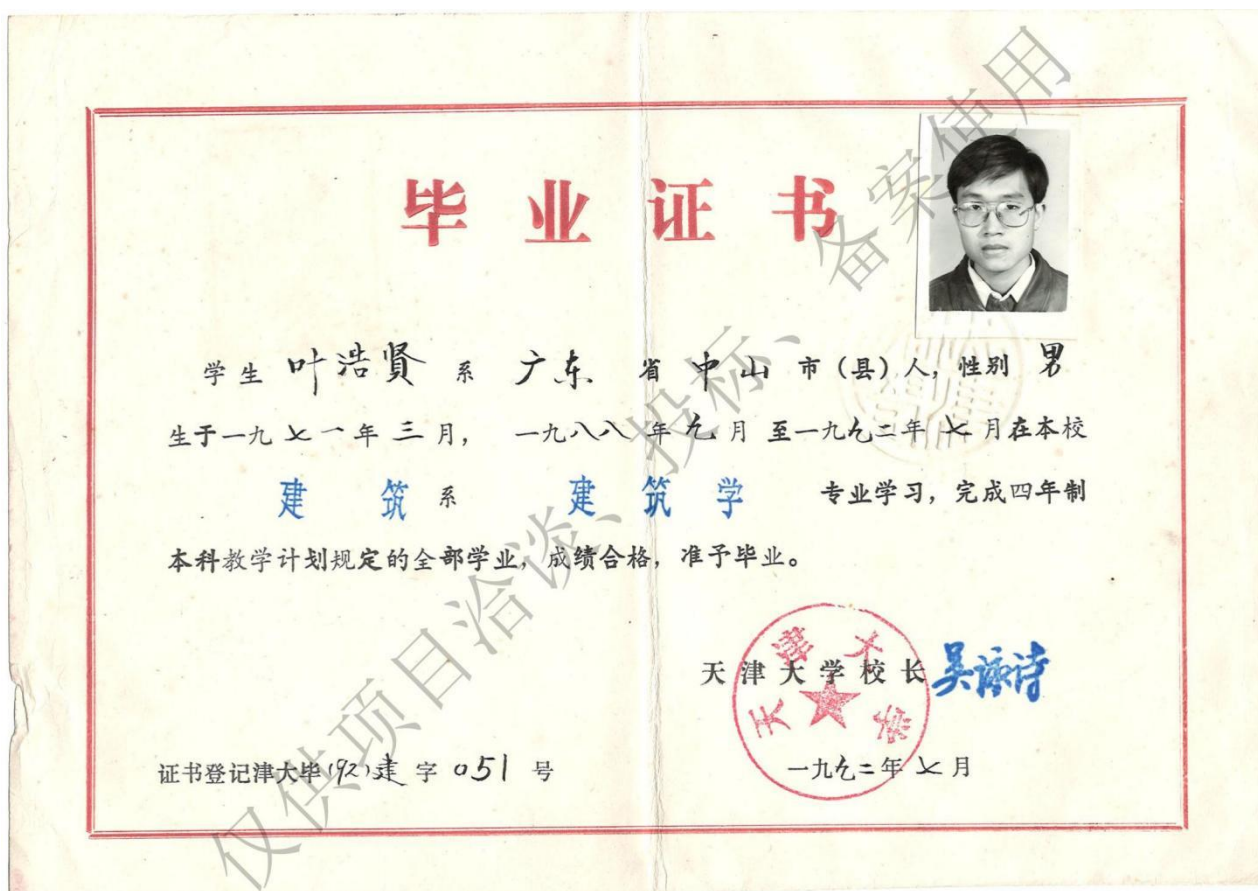 毕业证书
学生 叶浩贤 系 广东 省 中山 市(县)人,性别 男
生于一九七一年三月, 一九八八年九月至一九九二年七月在本校
建筑系 建筑学 专业学习,完成四年制
本科教学计划规定的全部学业,成绩合格,准予毕业。
天津大学校长 吴咏诗
天津大学
证书登记津大毕(92)建字051号
一九九二年七月
仅供项目洽谈、投标、备案使用